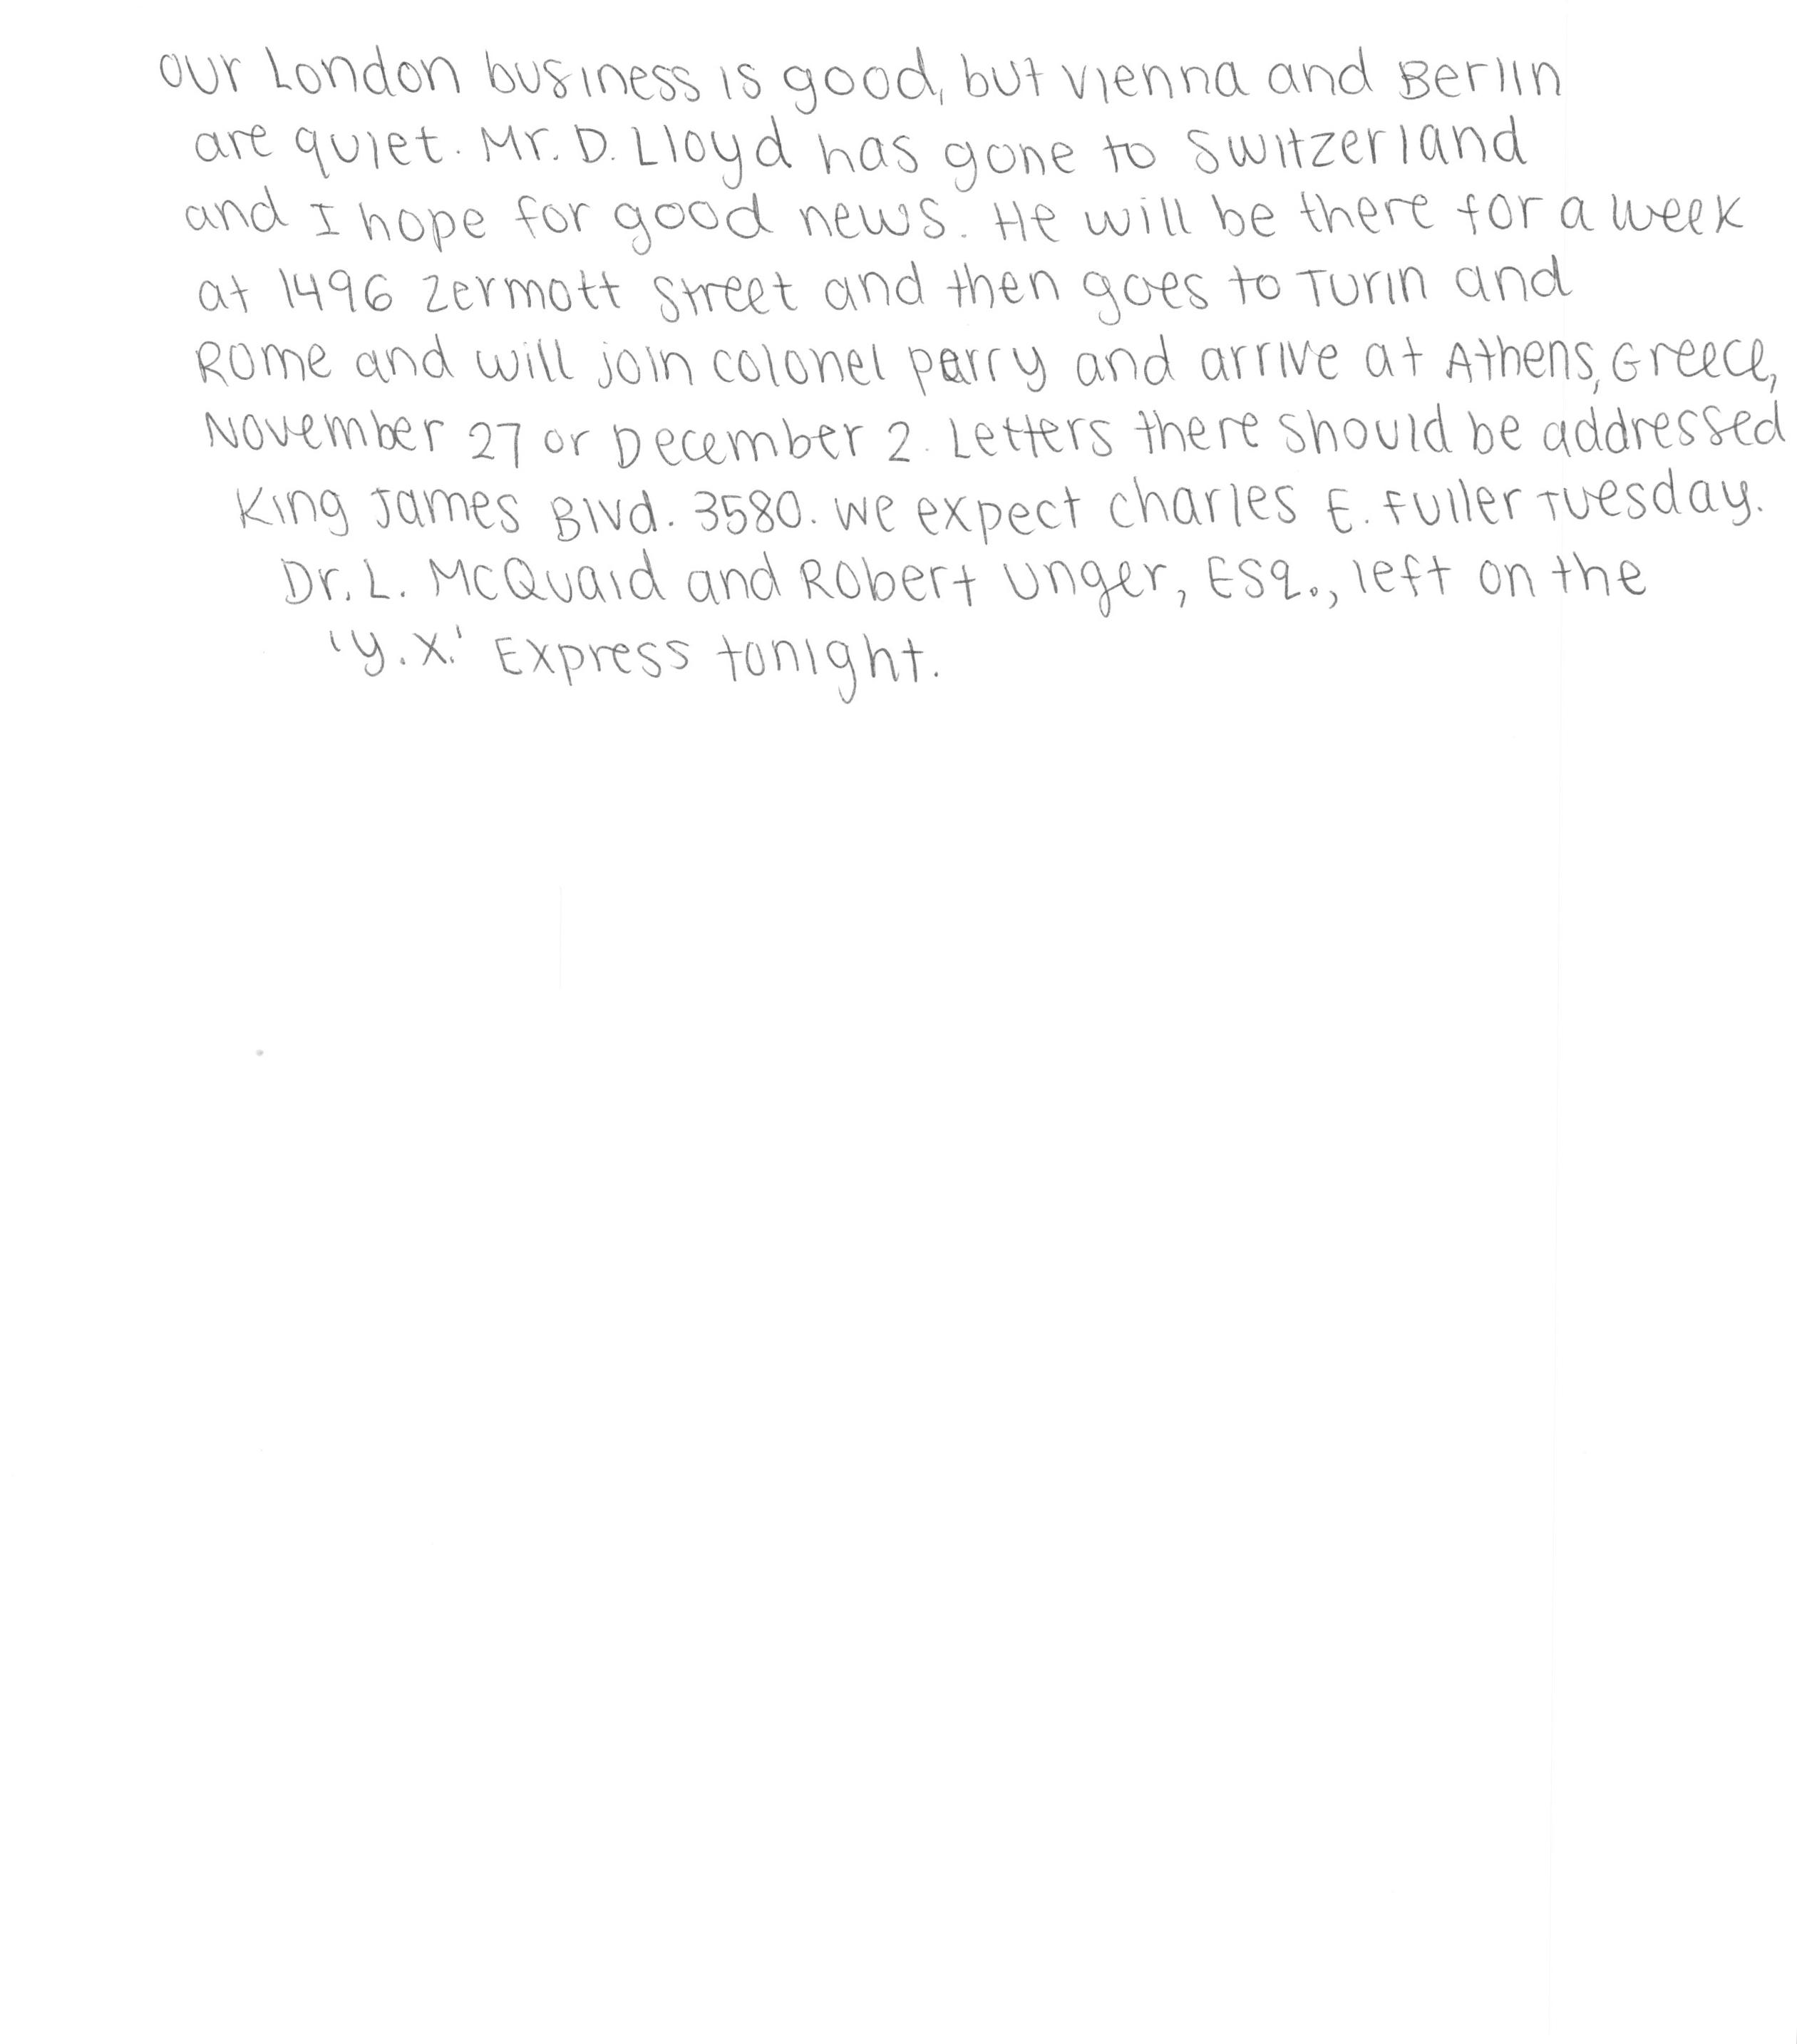 Our London business is good, but Vienna and Berlin
are quiet. Mr. D. Lloyd has gone to Switzerland
and I hope for good news. He will be there for a week
at 1496 Zermott Street and then goes to Turin and
Rome and will join Colonel Parry and arrive at Athens, Greece,
November 27 or December 2. Letters there should be addressed
King James Blvd. 3580. We expect Charles E. Fuller Tuesday.
Dr. L. McQuaid and Robert Unger, Esq., left on the
'Y.X.' Express tonight.